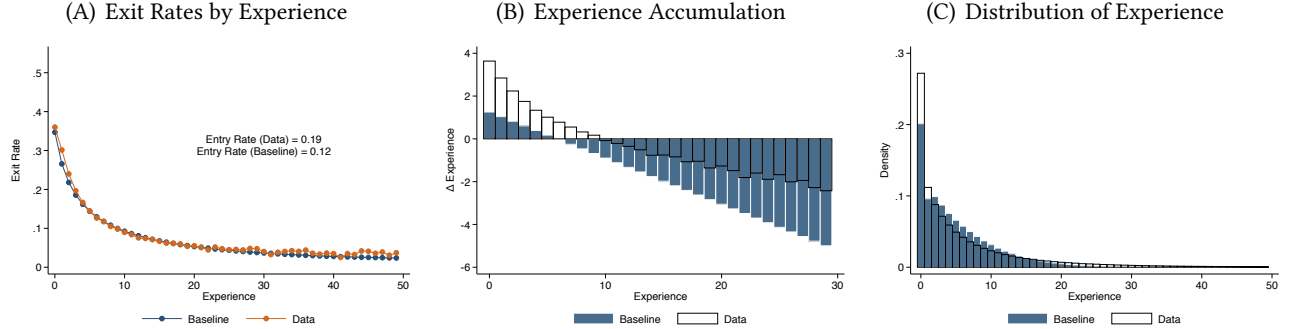 (A) Exit Rates by Experience
.5
.4
.3
.2
.1
0
Exit Rate
Entry Rate (Data) = 0.19
Entry Rate (Baseline) = 0.12
0 10 20 30 40 50
Experience
Baseline Data
(B) Experience Accumulation
4
2
0
-2
-4
-6
Δ Experience
0 10 20 30
Experience
Baseline Data
(C) Distribution of Experience
.3
.2
.1
0
Density
0 10 20 30 40 50
Experience
Baseline Data